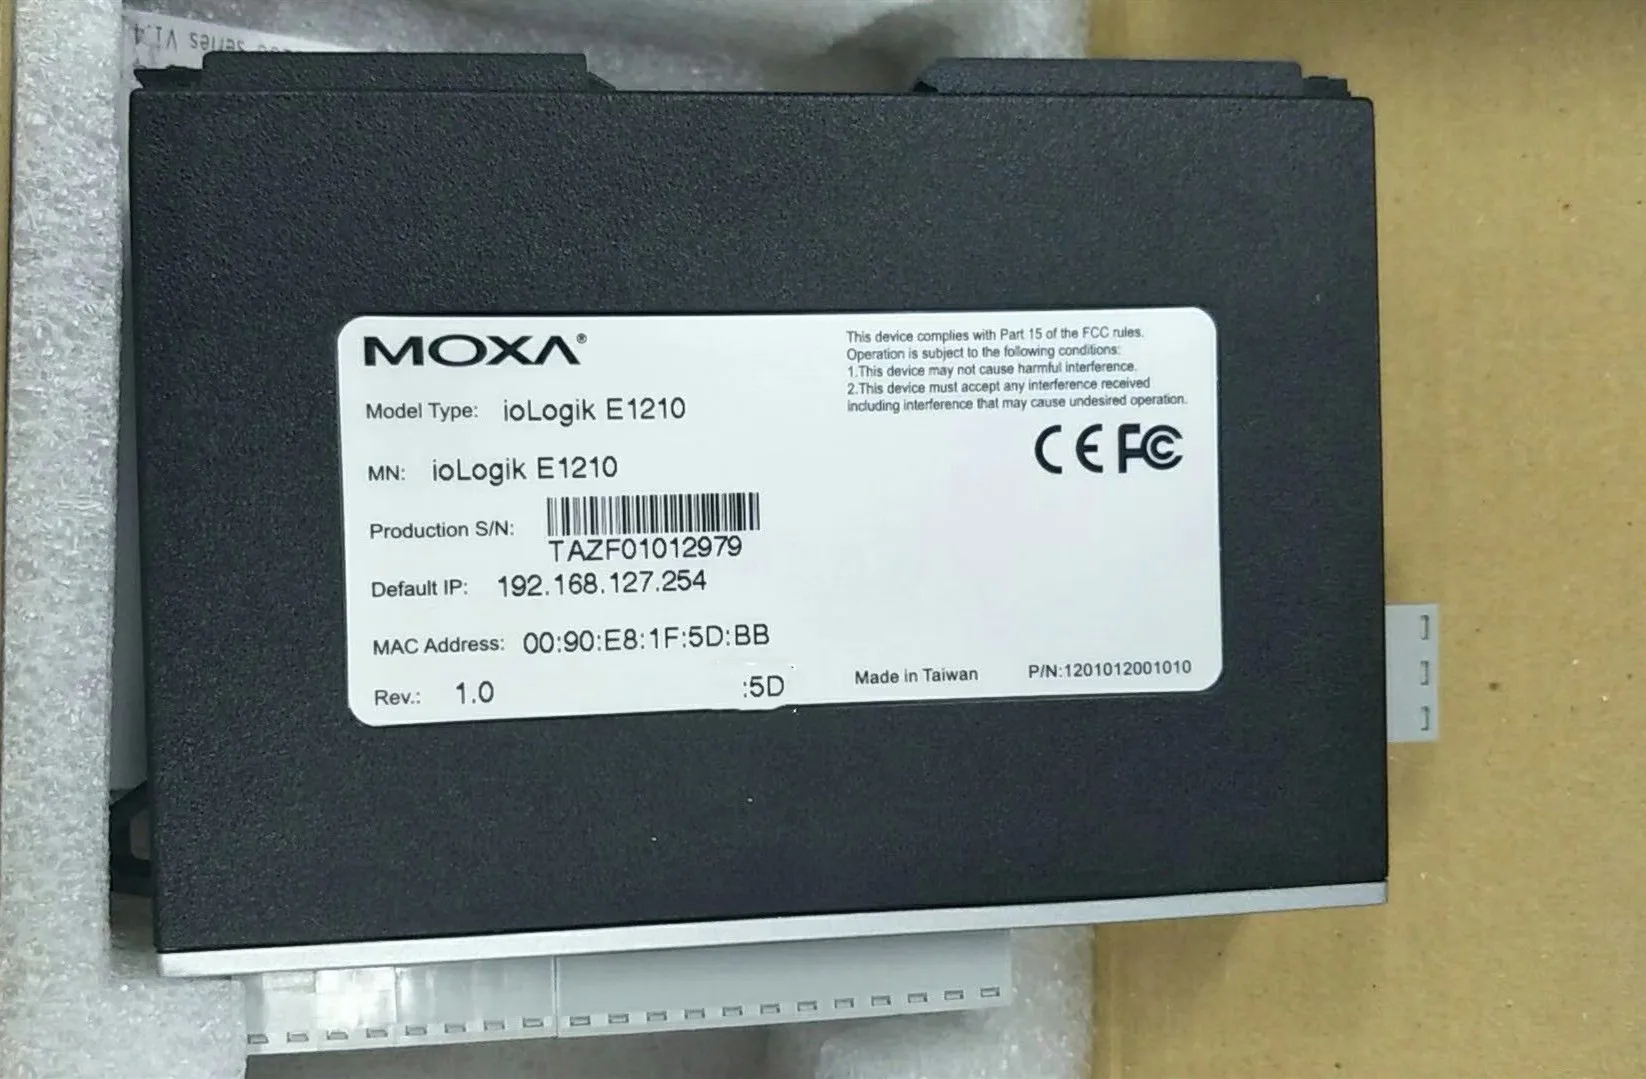 series V1.4
MOXA®
Model Type: ioLogik E1210
MN: ioLogik E1210
Production S/N:
TAZF01012979
Default IP: 192.168.127.254
MAC Address: 00:90:E8:1F:5D:BB
Rev.: 1.0
:5D
This device complies with Part 15 of the FCC rules.
Operation is subject to the following conditions:
1.This device may not cause harmful interference.
2.This device must accept any interference received
including interference that may cause undesired operation.
CE FC
Made in Taiwan
P/N:1201012001010